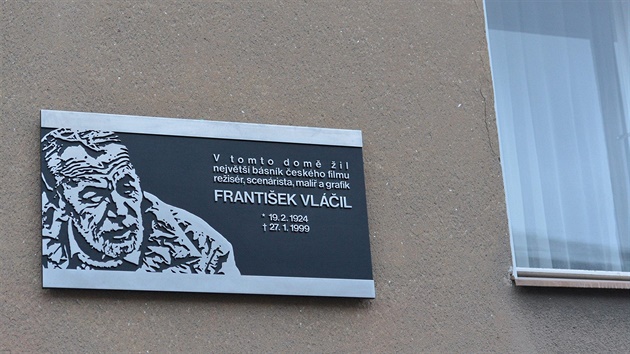 V tomto domě žil
největší básník českého filmu
režisér, scenárista, malíř a grafik
FRANTIŠEK VLÁČIL
* 19. 2. 1924
† 27. 1. 1999